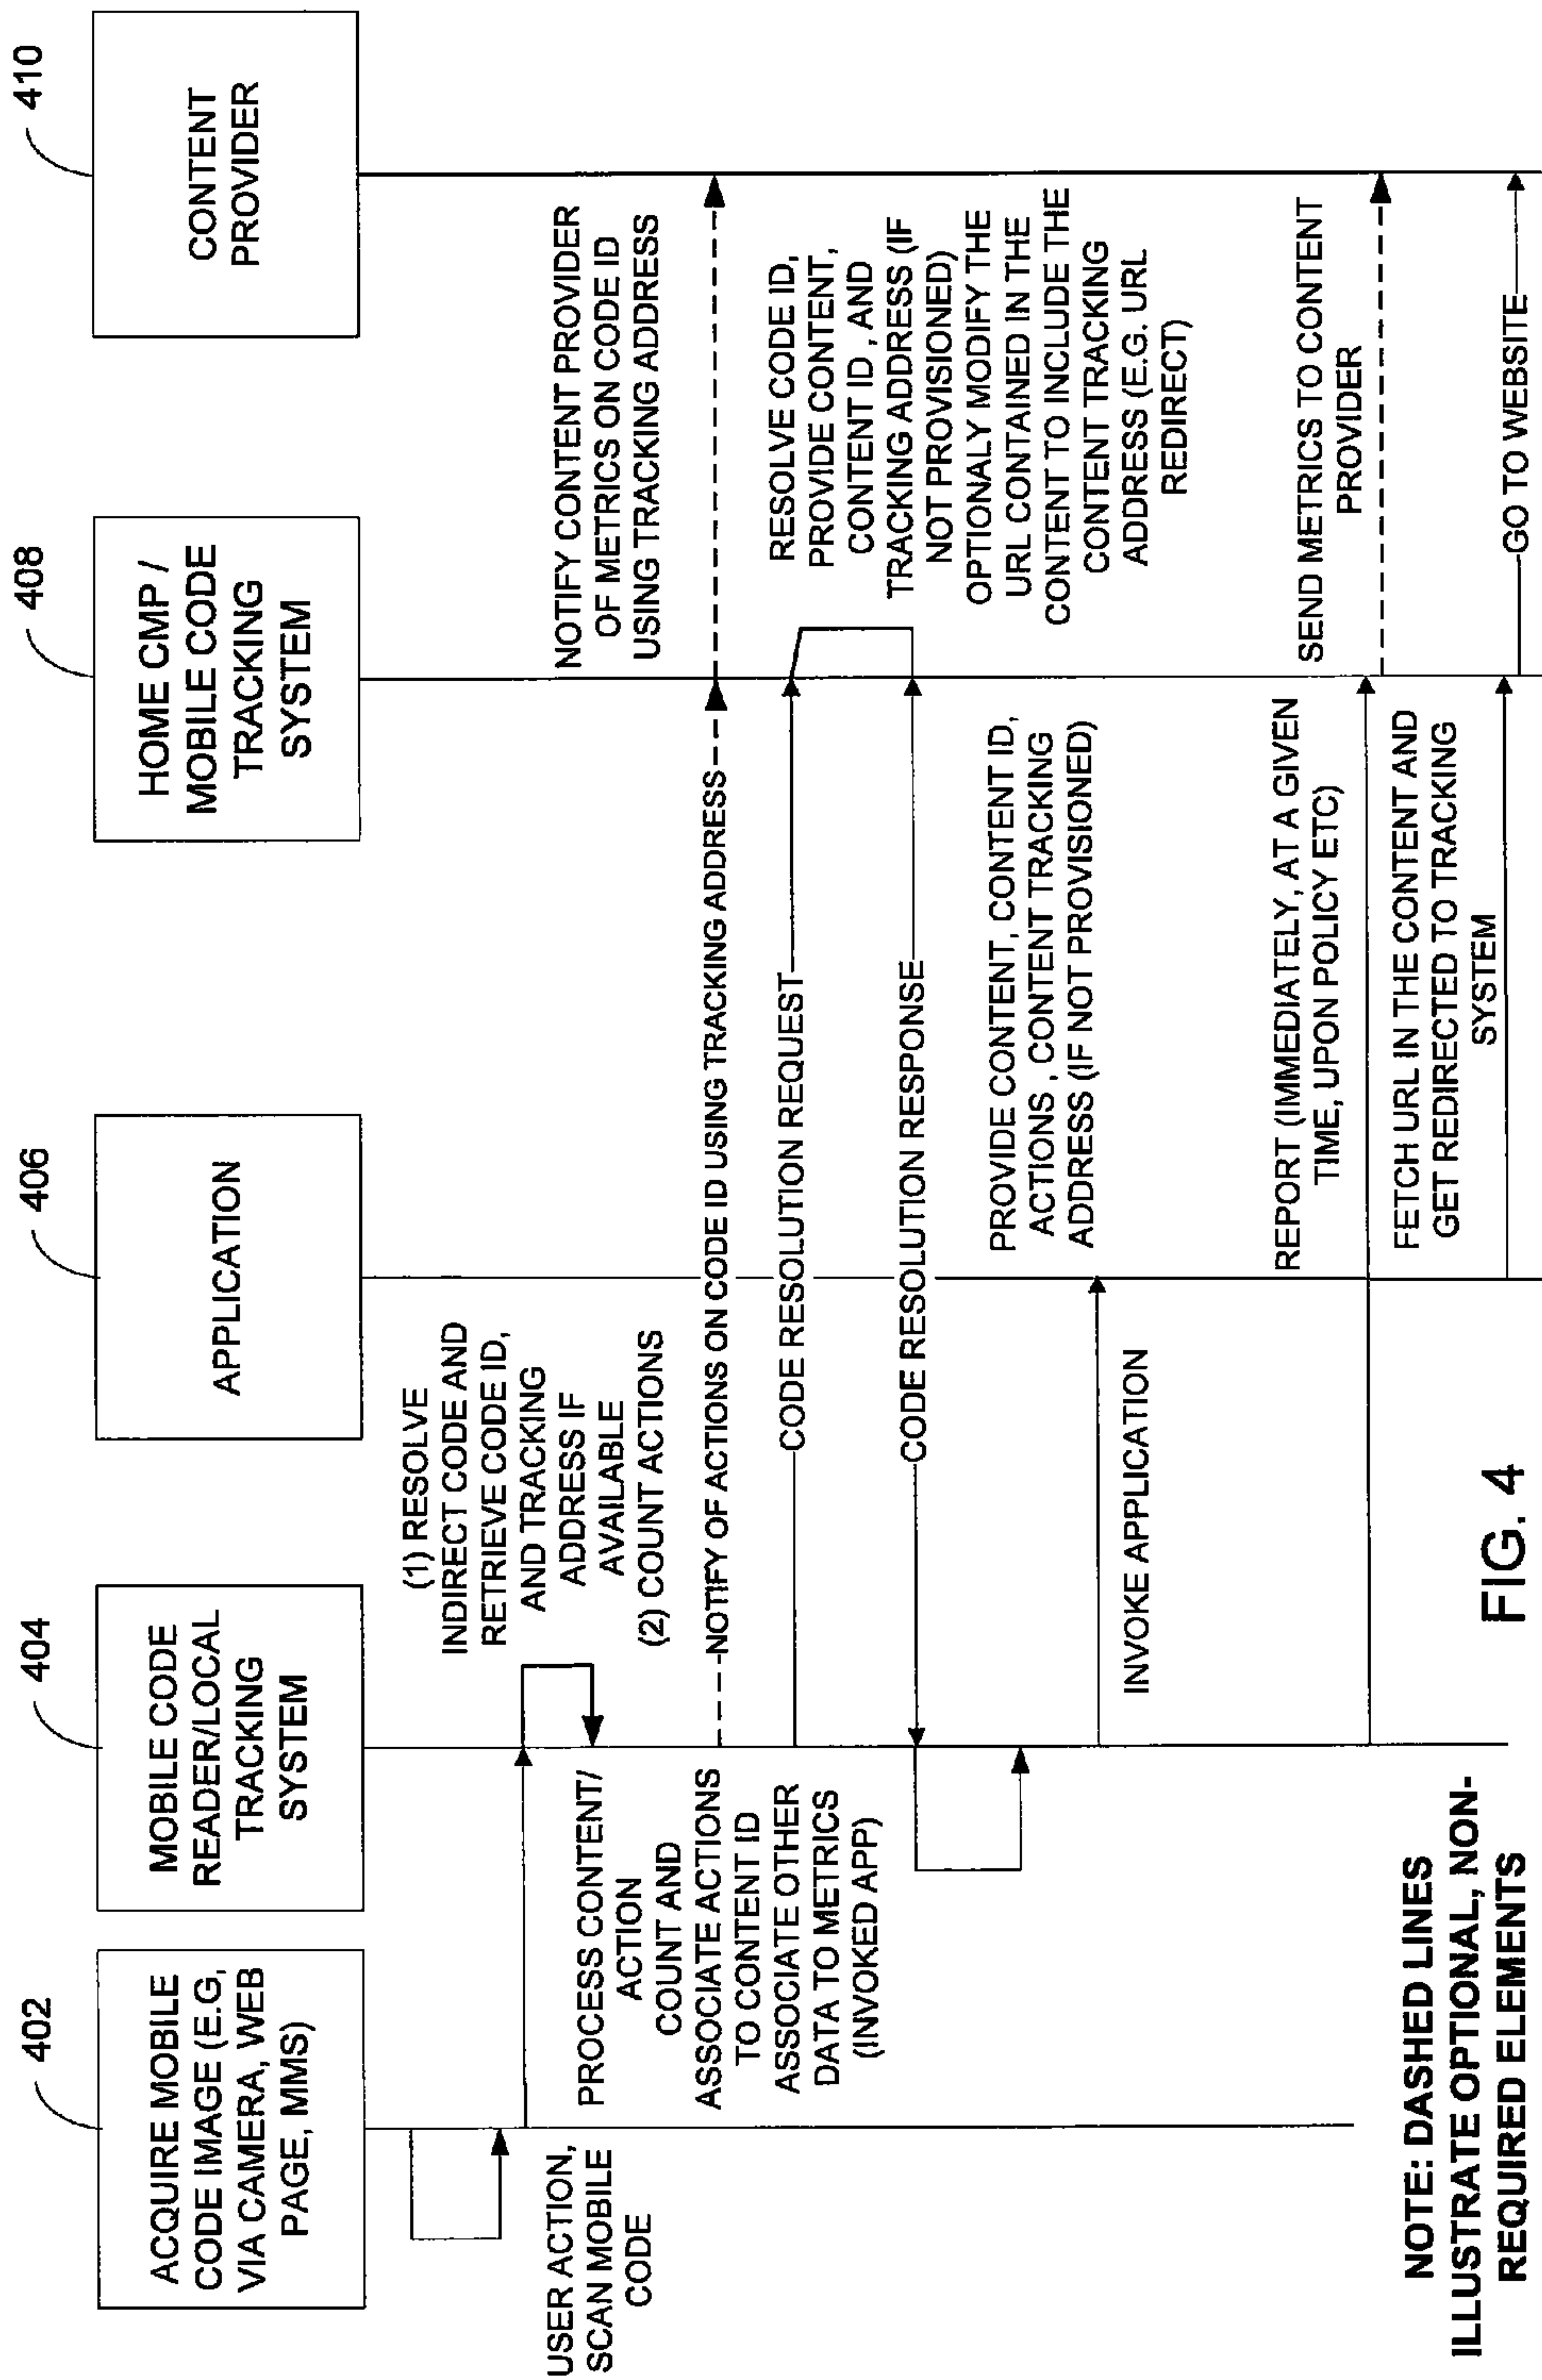 402
404
406
408
410
ACQUIRE MOBILE
CODE IMAGE (E.G,
VIA CAMERA, WEB
PAGE, MMS)
MOBILE CODE
READER/LOCAL
TRACKING
SYSTEM
APPLICATION
HOME CMP /
MOBILE CODE
TRACKING
SYSTEM
CONTENT
PROVIDER
USER ACTION,
SCAN MOBILE
CODE
(1) RESOLVE
INDIRECT CODE AND
RETRIEVE CODE ID,
AND TRACKING
ADDRESS IF
AVAILABLE
(2) COUNT ACTIONS
NOTIFY CONTENT PROVIDER
OF METRICS ON CODE ID
USING TRACKING ADDRESS
NOTIFY OF ACTIONS ON CODE ID USING TRACKING ADDRESS
CODE RESOLUTION REQUEST
RESOLVE CODE ID,
PROVIDE CONTENT,
CONTENT ID , AND
TRACKING ADDRESS (IF
NOT PROVISIONED)
OPTIONALY MODIFY THE
URL CONTAINED IN THE
CONTENT TO INCLUDE THE
CONTENT TRACKING
ADDRESS (E.G. URL
REDIRECT)
CODE RESOLUTION RESPONSE
PROCESS CONTENT/
ACTION
COUNT AND
ASSOCIATE ACTIONS
TO CONTENT ID
ASSOCIATE OTHER
DATA TO METRICS
(INVOKED APP)
PROVIDE CONTENT, CONTENT ID,
ACTIONS , CONTENT TRACKING
ADDRESS (IF NOT PROVISIONED)
INVOKE APPLICATION
REPORT (IMMEDIATELY, AT A GIVEN
TIME, UPON POLICY ETC)
SEND METRICS TO CONTENT
PROVIDER
FETCH URL IN THE CONTENT AND
GET REDIRECTED TO TRACKING
SYSTEM
GO TO WEBSITE
NOTE: DASHED LINES
ILLUSTRATE OPTIONAL, NON-
REQUIRED ELEMENTS
FIG. 4